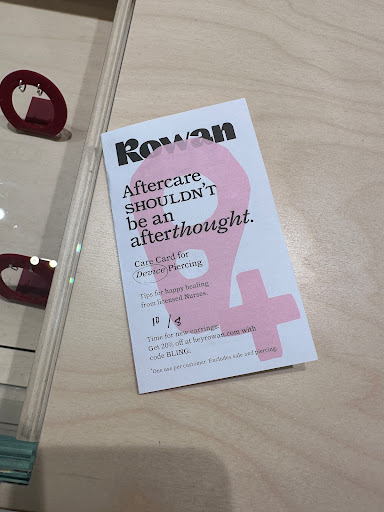 Rowan
Aftercare
SHOULDN'T
be an
afterthought.
Care Card for
Device Piercing
Tips for happy healing
from licensed Nurses.
10 / 8
Time for new earrings:
Get 20% off at heyrowan.com with
code BLING.
*One use per customer. Excludes sale and piercing.